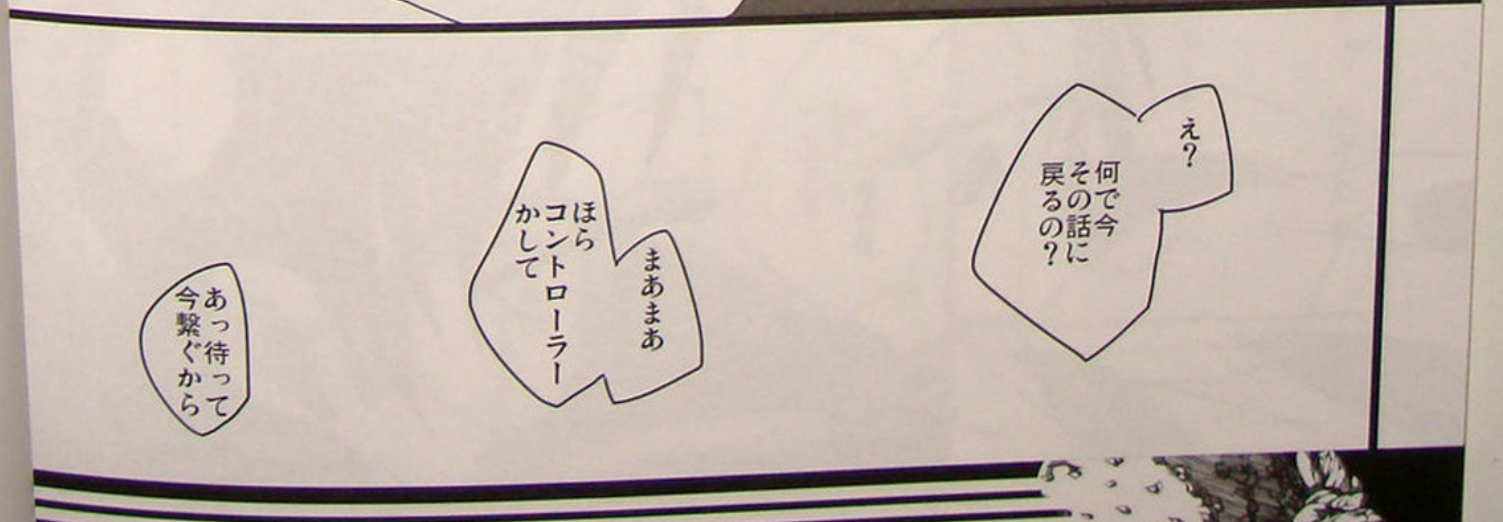 え?
何で今
その話に
戻るの?
まあまあ
ほら
コントローラー
かして
あっ待って
今繋ぐから